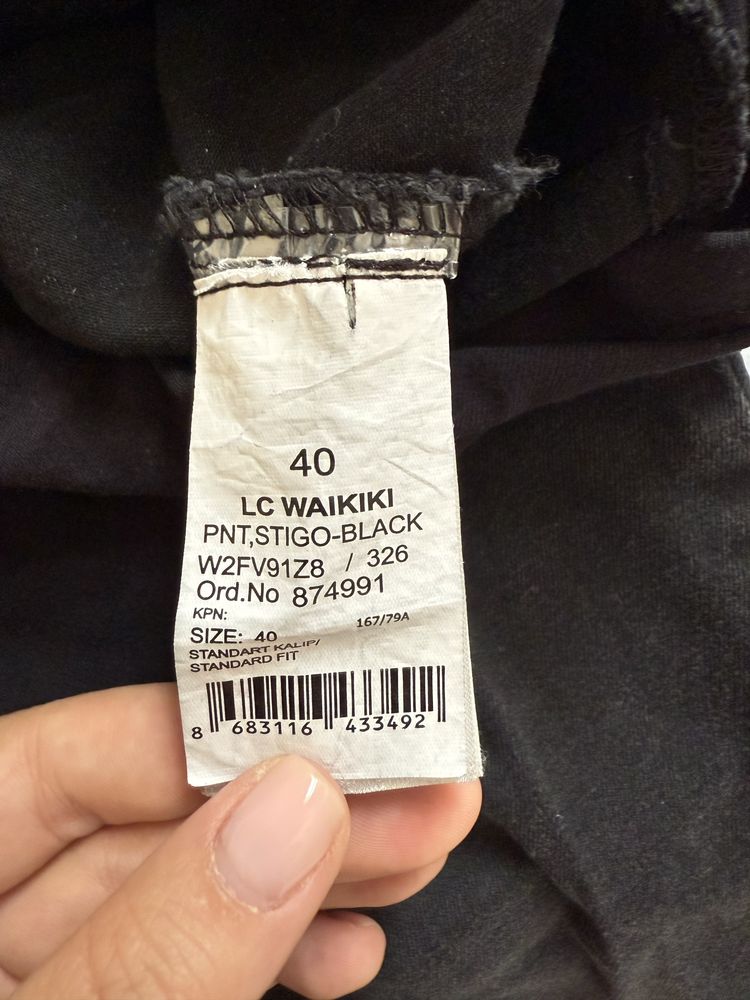 40
LC WAIKIKI
PNT,STIGO-BLACK
W2FV91Z8 / 326
Ord.No 874991
KPN:
167/79A
SIZE: 40
STANDART KALIP/
STANDARD FIT
8 683116 433492